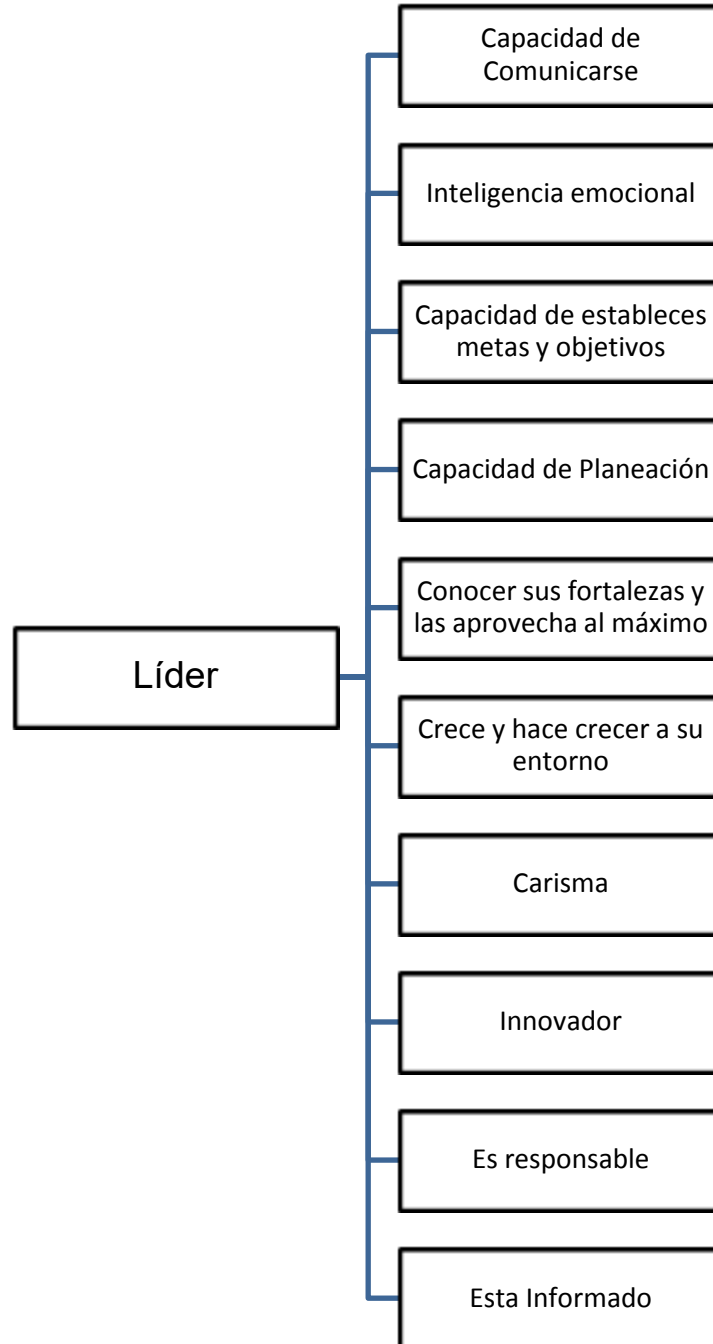 Capacidad de
Comunicarse
Inteligencia emocional
Capacidad de estableces
metas y objetivos
Capacidad de Planeación
Conocer sus fortalezas y
las aprovecha al máximo
Líder
Crece y hace crecer a su
entorno
Carisma
Innovador
Es responsable
Esta Informado